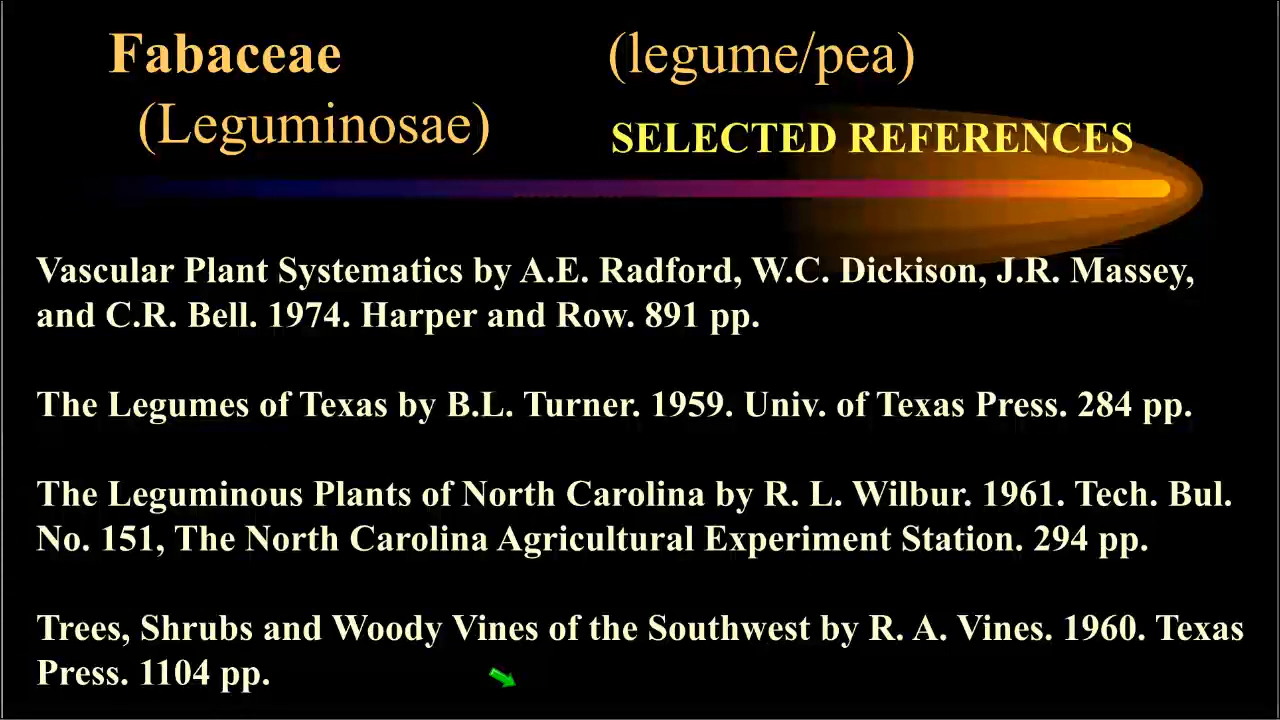 Fabaceae (legume/pea)
(Leguminosae)
SELECTED REFERENCES
Vascular Plant Systematics by A.E. Radford, W.C. Dickison, J.R. Massey,
and C.R. Bell. 1974. Harper and Row. 891 pp.
The Legumes of Texas by B.L. Turner. 1959. Univ. of Texas Press. 284 pp.
The Leguminous Plants of North Carolina by R. L. Wilbur. 1961. Tech. Bul.
No. 151, The North Carolina Agricultural Experiment Station. 294 pp.
Trees, Shrubs and Woody Vines of the Southwest by R. A. Vines. 1960. Texas
Press. 1104 pp.